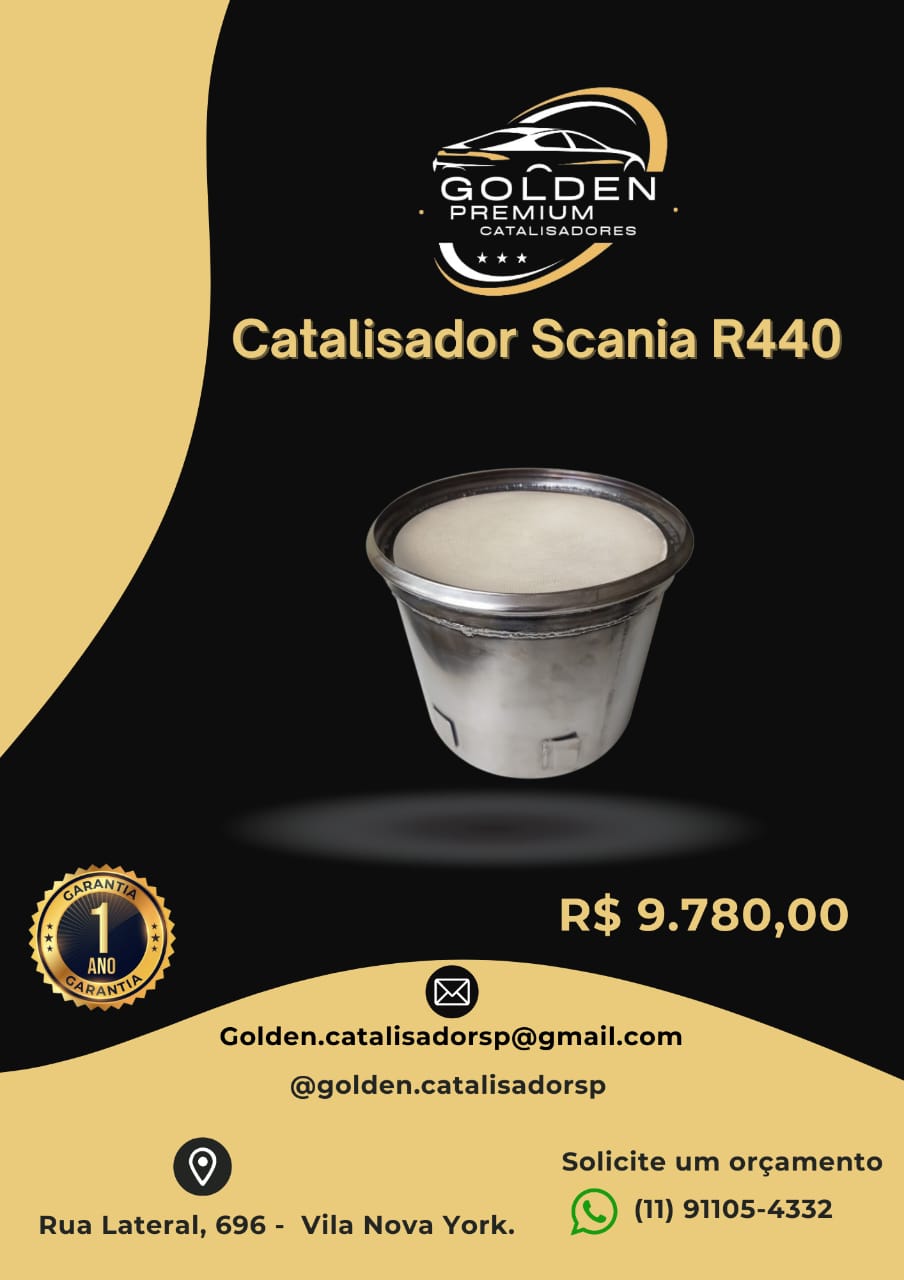 GOLDEN
PREMIUM
CATALISADORES
Catalisador Scania R440
GARANTIA
1
ANO
GARANTIA
R$ 9.780,00
Golden.catalisadorsp@gmail.com
@golden.catalisadorsp
Solicite um orçamento
(11) 91105-4332
Rua Lateral, 696 - Vila Nova York.